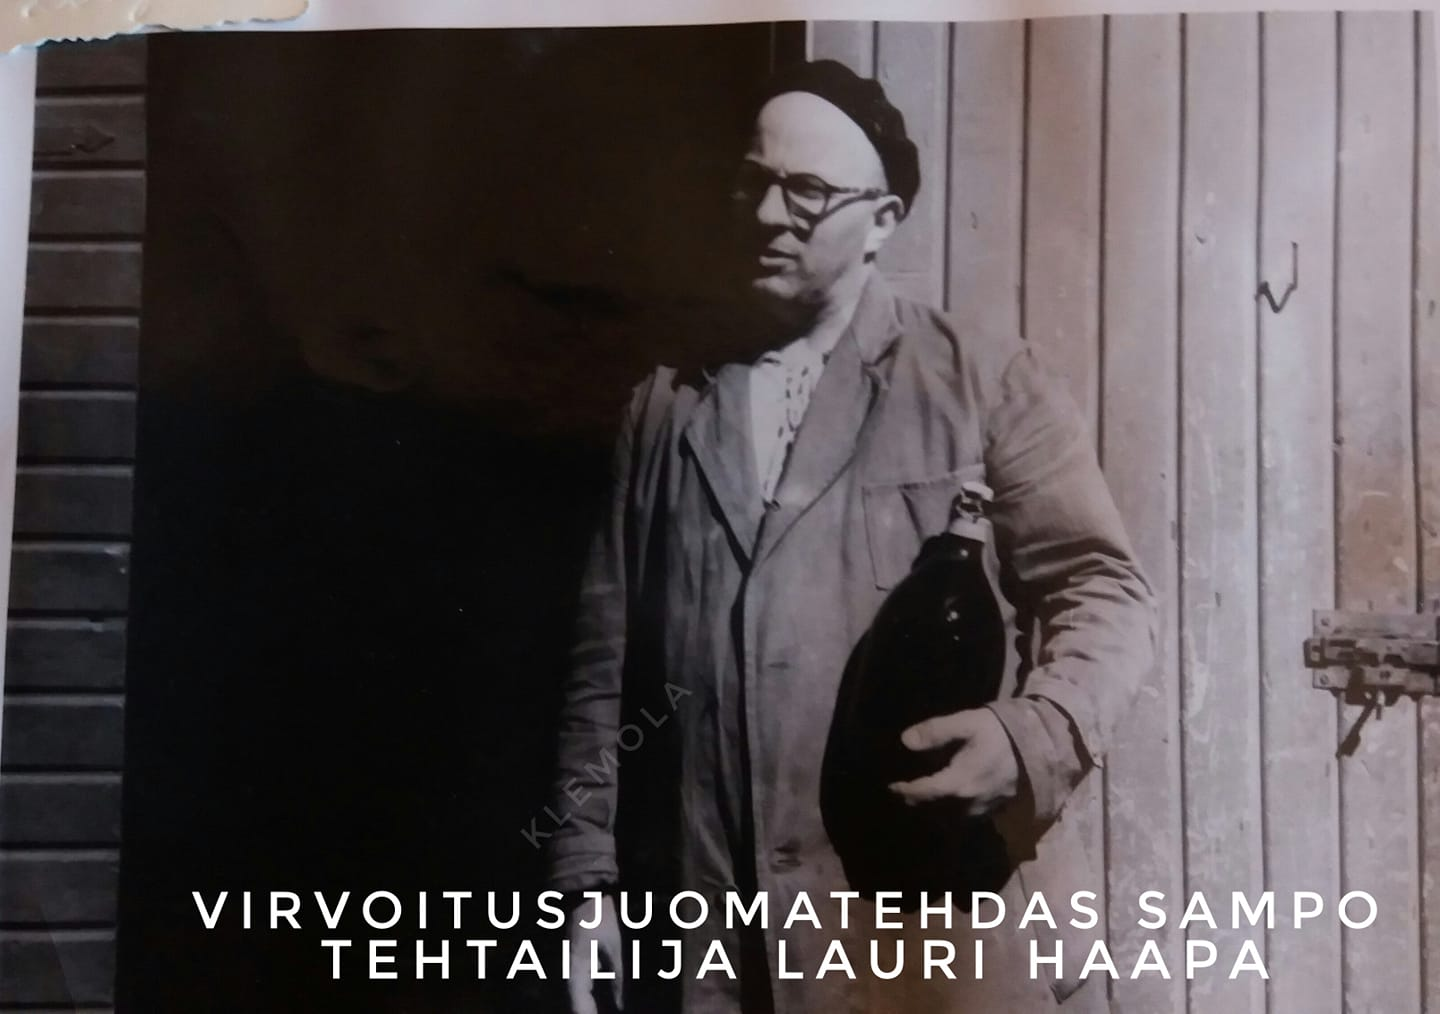 KLEMOLA
VIRVOITUSJUOMATEHDAS SAMPO
TEHTAILIJA LAURI HAAPA